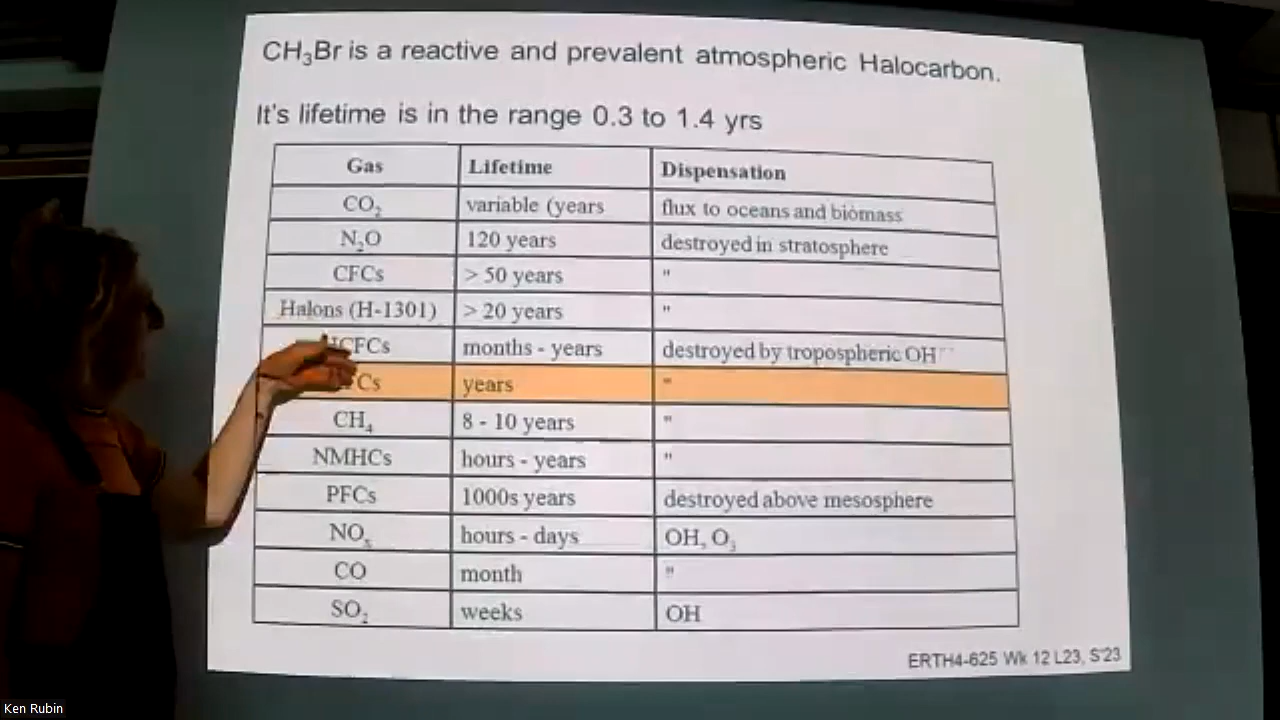 CH₃Br is a reactive and prevalent atmospheric Halocarbon.
It's lifetime is in the range 0.3 to 1.4 yrs
Gas Lifetime Dispensation
CO₂ variable (years flux to oceans and biomass
N₂O 120 years destroyed in stratosphere
CFCs > 50 years "
Halons (H-1301) > 20 years "
months - years destroyed by tropospheric OH
years "
CH₄ 8 - 10 years "
NMHCs hours - years "
PFCs 1000s years destroyed above mesosphere
NOₓ hours - days OH, O₃
CO month "
SO₂ weeks OH
ERTH4-625 Wk 12 L23, S'23
Ken Rubin